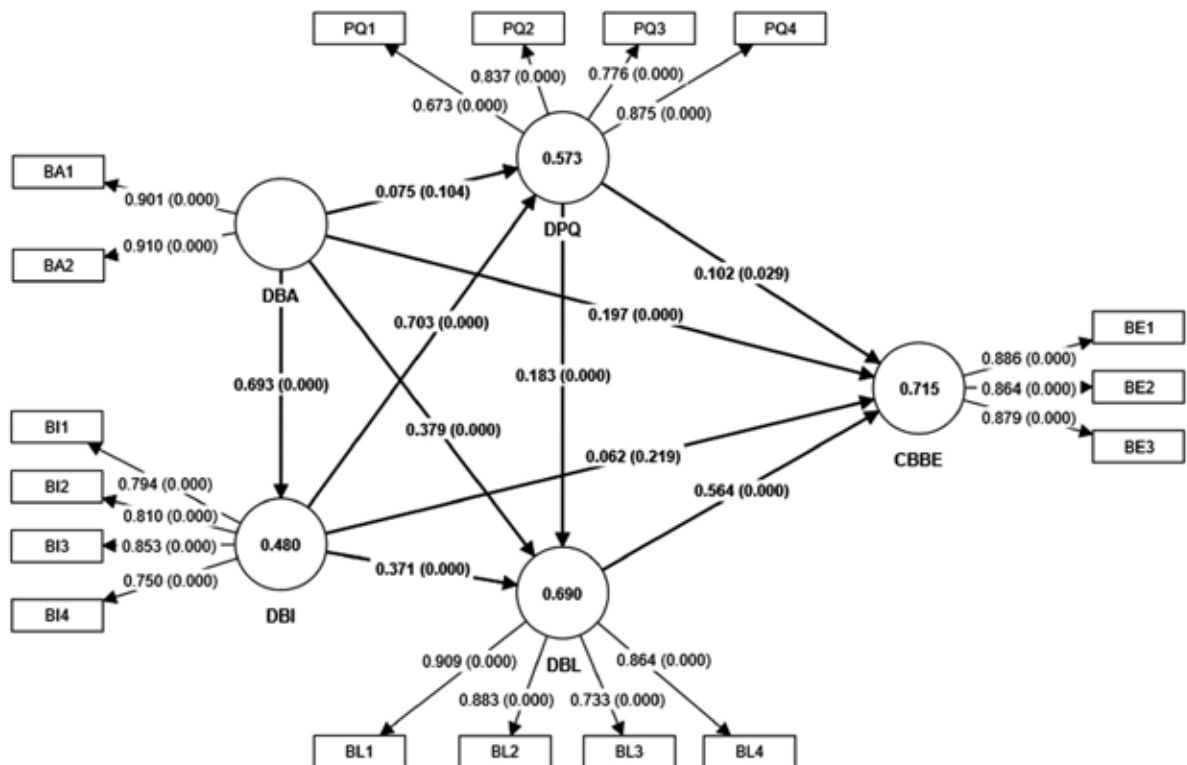 PQ1
PQ2
PQ3
PQ4
0.837 (0.000)
0.776 (0.000)
0.673 (0.000)
0.875 (0.000)
BA1
0.573
0.901 (0.000)
0.075 (0.104)
BA2
0.910 (0.000)
DPQ
DBA
0.102 (0.029)
0.197 (0.000)
0.703 (0.000)
BE1
0.886 (0.000)
0.693 (0.000)
0.183 (0.000)
0.715
0.864 (0.000)
BE2
0.879 (0.000)
BI1
0.379 (0.000)
BE3
0.062 (0.219)
CBBE
BI2
0.794 (0.000)
0.564 (0.000)
0.810 (0.000)
BI3
0.853 (0.000)
0.480
0.371 (0.000)
0.750 (0.000)
0.690
BI4
DBI
DBL
0.909 (0.000)
0.864 (0.000)
0.883 (0.000)
0.733 (0.000)
BL1
BL2
BL3
BL4